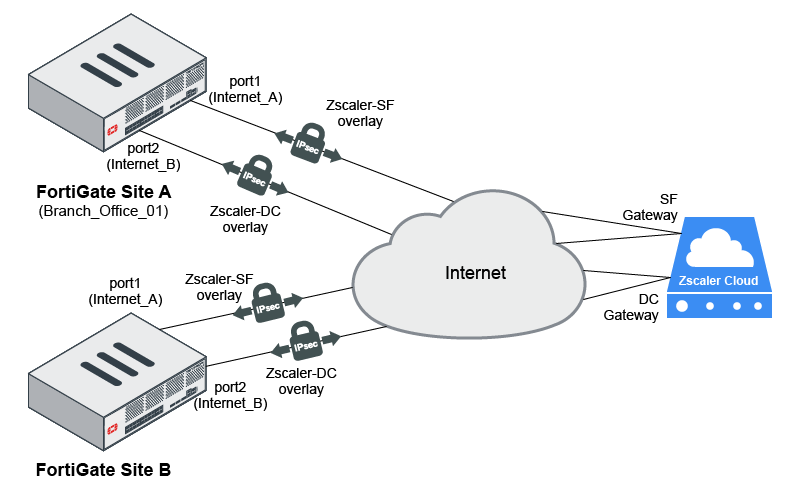 port1
(Internet_A)
Zscaler-SF
overlay
IPsec
port2
(Internet_B)
IPsec
FortiGate Site A
(Branch_Office_01)
Zscaler-DC
overlay
SF
Gateway
Internet
Zscaler Cloud
DC
Gateway
port1
(Internet_A)
Zscaler-SF
overlay
IPsec
IPsec
Zscaler-DC
overlay
port2
(Internet_B)
FortiGate Site B